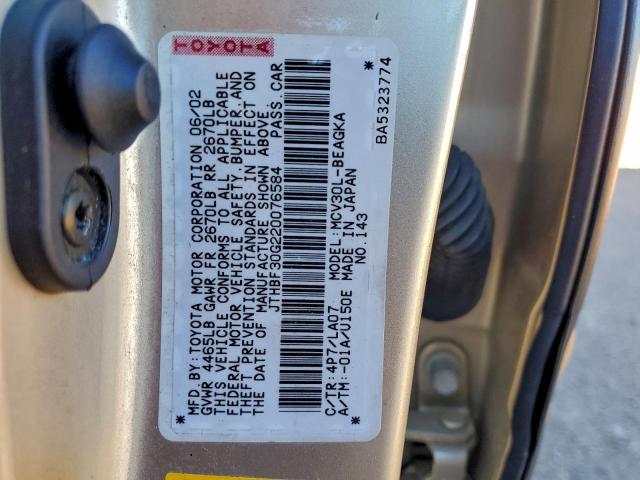 TOYOTA
MFD.BY:TOYOTA MOTOR CORPORATION 06/02
GVWR 4465LB GAWR FR 2670LB RR 2670LB
THIS VEHICLE CONFORMS TO ALL APPLICABLE
FEDERAL MOTOR VEHICLE SAFETY, BUMPER, AND
THEFT PREVENTION STANDARDS IN EFFECT ON
THE DATE OF MANUFACTURE SHOWN ABOVE
JTHBF30G220076584 PASS.CAR
C/TR:4P7/LA07 MODEL:MCV30L-BEAGKA
A/TM:-01A/U150E MADE IN JAPAN
NO.143
BA5323774